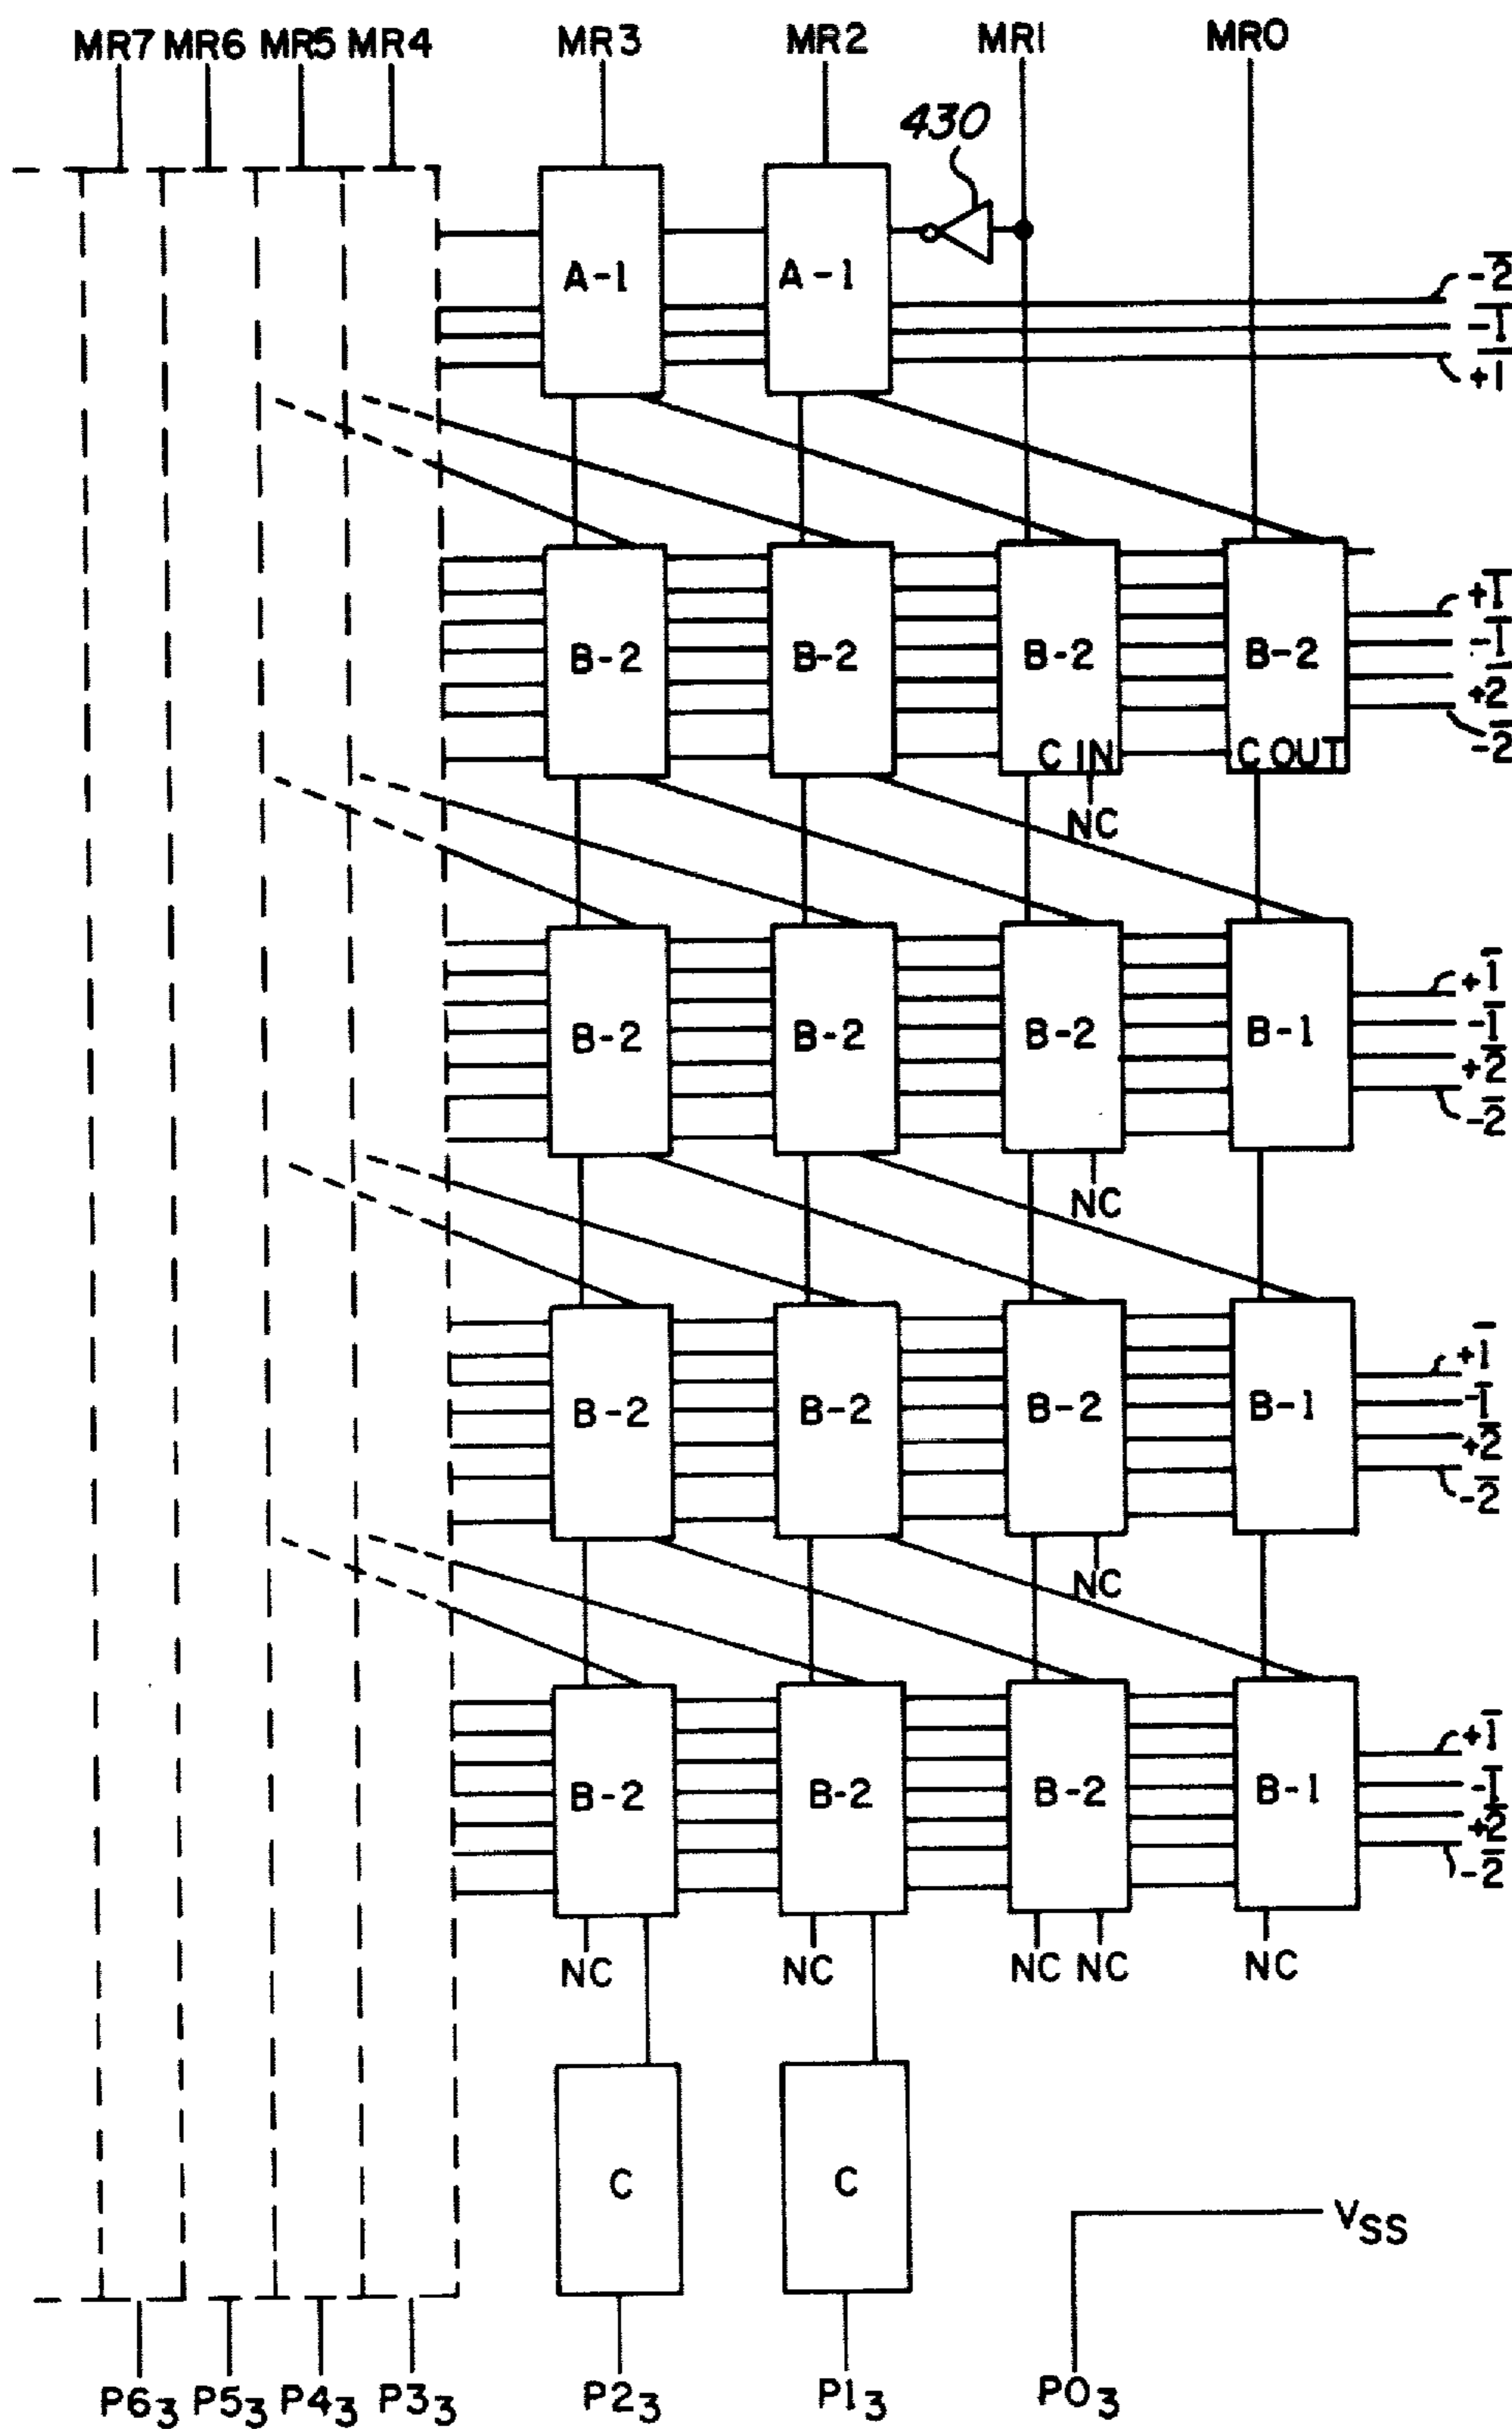 MR7 MR6 MR5 MR4 MR3 MR2 MR1 MR0
430
A-1 A-1
-2̅
-1̅
+1̅
B-2 B-2 B-2 B-2
C IN C OUT
NC
+1̅
-1̅
+2̅
-2̅
B-2 B-2 B-2 B-1
NC
+1̅
-1̅
+2̅
-2̅
B-2 B-2 B-2 B-1
NC
+1̅
-1̅
+2̅
-2̅
B-2 B-2 B-2 B-1
+1̅
-1̅
+2̅
-2̅
NC NC NC NC NC
C C
VSS
P6₃ P5₃ P4₃ P3₃ P2₃ P1₃ P0₃